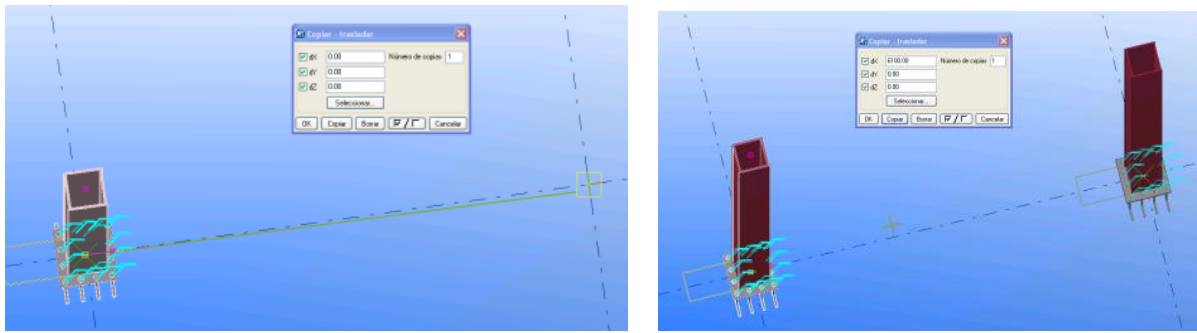 Copiar - trasladar
dX 0.00 Número de copias 1
dY 0.00
dZ 0.00
Seleccionar...
OK Copiar Borrar Cancelar
Copiar - trasladar
dX 6100.00 Número de copias 1
dY 0.00
dZ 0.00
Seleccionar...
OK Copiar Borrar Cancelar